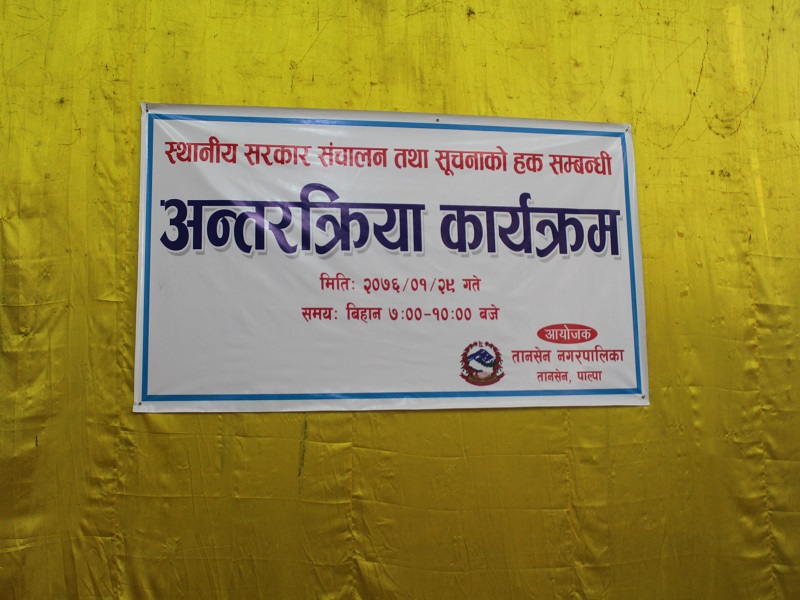 स्थानीय सरकार संचालन तथा सूचनाको हक सम्बन्धी
अन्तरक्रिया कार्यक्रम
मिति: २०७६/०१/२९ गते
समय: बिहान ७:००-१०:०० बजे
आयोजक
तानसेन नगरपालिका
तानसेन, पाल्पा